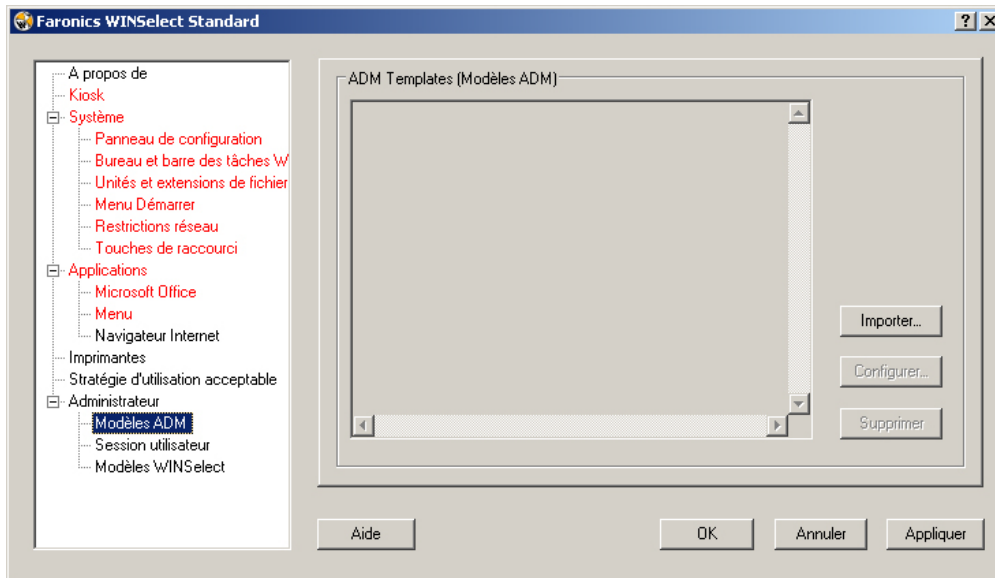 Faronics WINSelect Standard
A propos de
Kiosk
Système
Panneau de configuration
Bureau et barre des tâches W
Unités et extensions de fichier
Menu Démarrer
Restrictions réseau
Touches de raccourci
Applications
Microsoft Office
Menu
Navigateur Internet
Imprimantes
Stratégie d'utilisation acceptable
Administrateur
Modèles ADM
Session utilisateur
Modèles WINSelect
ADM Templates (Modèles ADM)
Importer...
Configurer...
Supprimer
Aide
OK
Annuler
Appliquer